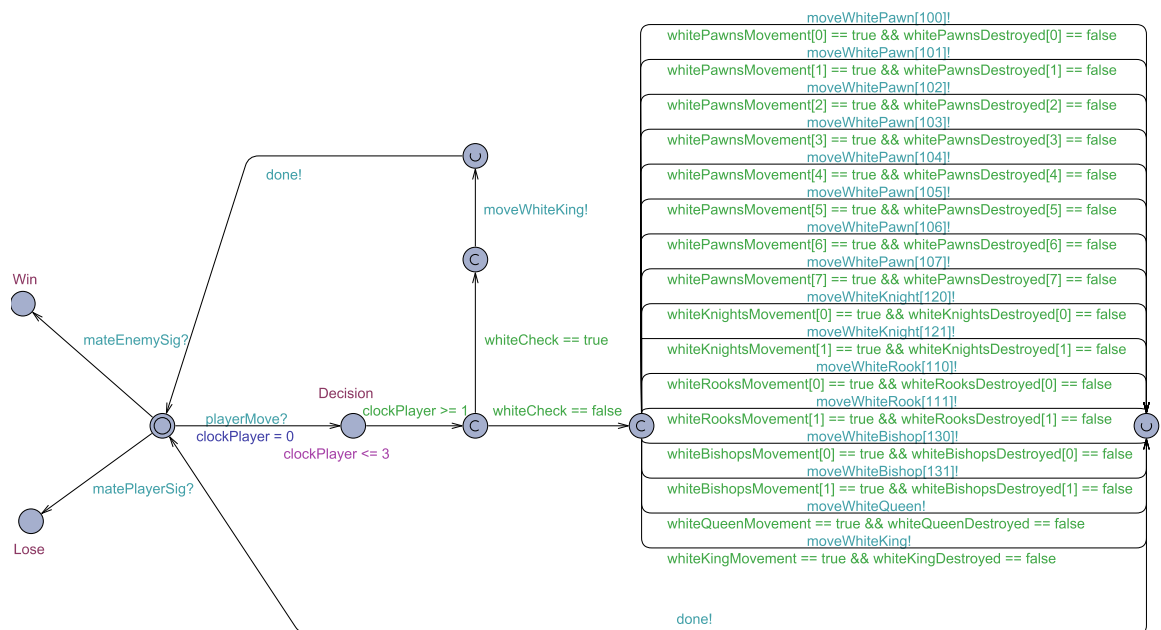 moveWhitePawn[100]!
whitePawnsMovement[0] == true && whitePawnsDestroyed[0] == false
moveWhitePawn[101]!
whitePawnsMovement[1] == true && whitePawnsDestroyed[1] == false
moveWhitePawn[102]!
whitePawnsMovement[2] == true && whitePawnsDestroyed[2] == false
moveWhitePawn[103]!
whitePawnsMovement[3] == true && whitePawnsDestroyed[3] == false
moveWhitePawn[104]!
whitePawnsMovement[4] == true && whitePawnsDestroyed[4] == false
moveWhitePawn[105]!
whitePawnsMovement[5] == true && whitePawnsDestroyed[5] == false
moveWhitePawn[106]!
whitePawnsMovement[6] == true && whitePawnsDestroyed[6] == false
moveWhitePawn[107]!
whitePawnsMovement[7] == true && whitePawnsDestroyed[7] == false
moveWhiteKnight[120]!
whiteKnightsMovement[0] == true && whiteKnightsDestroyed[0] == false
moveWhiteKnight[121]!
whiteKnightsMovement[1] == true && whiteKnightsDestroyed[1] == false
moveWhiteRook[110]!
whiteRooksMovement[0] == true && whiteRooksDestroyed[0] == false
moveWhiteRook[111]!
whiteRooksMovement[1] == true && whiteRooksDestroyed[1] == false
moveWhiteBishop[130]!
whiteBishopsMovement[0] == true && whiteBishopsDestroyed[0] == false
moveWhiteBishop[131]!
whiteBishopsMovement[1] == true && whiteBishopsDestroyed[1] == false
moveWhiteQueen!
whiteQueenMovement == true && whiteQueenDestroyed == false
moveWhiteKing!
whiteKingMovement == true && whiteKingDestroyed == false
done!
moveWhiteKing!
Win
mateEnemySig?
whiteCheck == true
Decision
playerMove?
clockPlayer >= 1
whiteCheck == false
clockPlayer = 0
clockPlayer <= 3
matePlayerSig?
Lose
done!